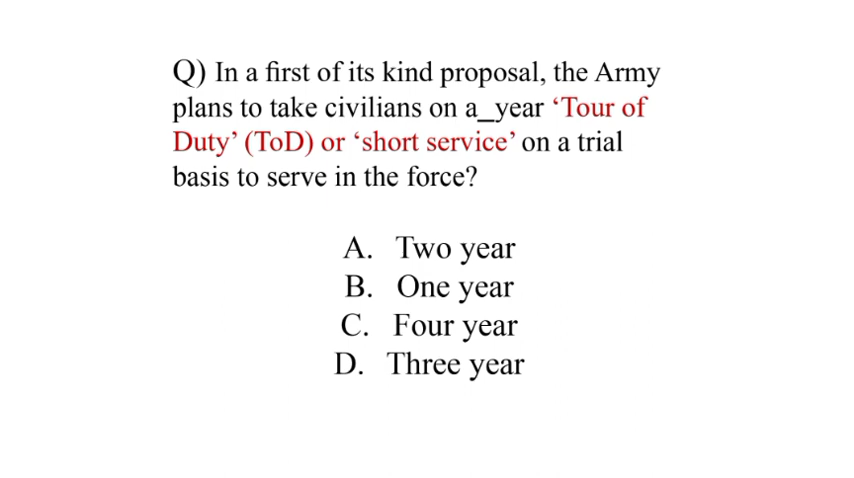 Q) In a first of its kind proposal, the Army
plans to take civilians on a_year ‘Tour of
Duty’ (ToD) or ‘short service’ on a trial
basis to serve in the force?
A. Two year
B. One year
C. Four year
D. Three year